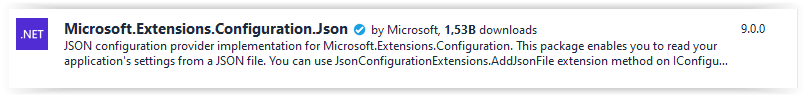 .NET
Microsoft.Extensions.Configuration.Json by Microsoft, 1,53B downloads 9.0.0
JSON configuration provider implementation for Microsoft.Extensions.Configuration. This package enables you to read your
application's settings from a JSON file. You can use JsonConfigurationExtensions.AddJsonFile extension method on IConfigu...